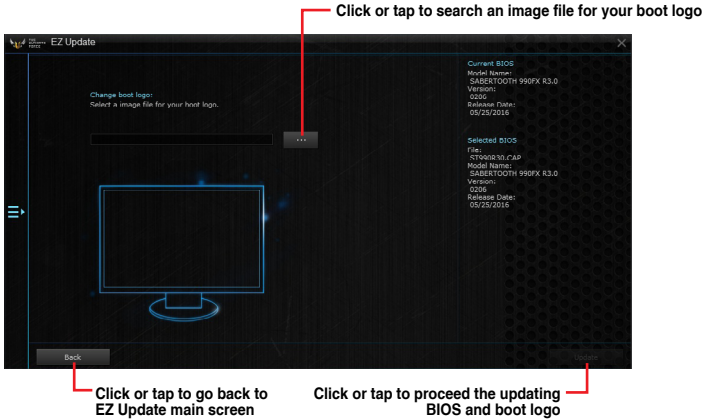 Click or tap to search an image file for your boot logo
THE
ULTIMATE
FORCE
EZ Update
Change boot logo:
Select a image file for your boot logo.
...
Current BIOS
Model Name:
SABERTOOTH 990FX R3.0
Version:
0206
Release Date:
05/25/2016
Selected BIOS
File:
ST990R30.CAP
Model Name:
SABERTOOTH 990FX R3.0
Version:
0206
Release Date:
05/25/2016
Back
Update
Click or tap to go back to
EZ Update main screen
Click or tap to proceed the updating
BIOS and boot logo